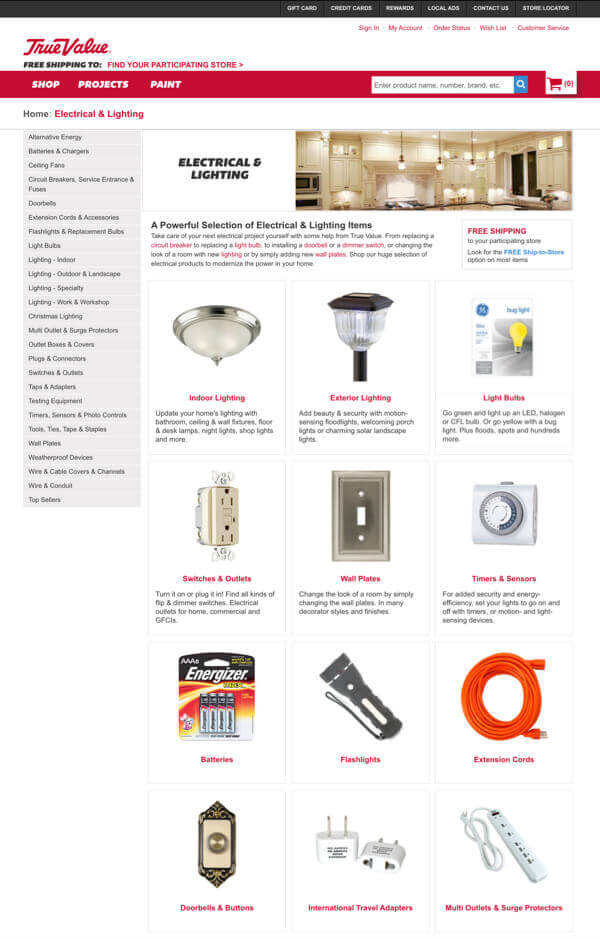 GIFT CARD CREDIT CARDS REWARDS LOCAL ADS CONTACT US STORE LOCATOR
Sign In · My Account · Order Status · Wish List · Customer Service
True Value.
FREE SHIPPING TO: FIND YOUR PARTICIPATING STORE >
SHOP PROJECTS PAINT Enter product name, number, brand, etc. (0)
Home: Electrical & Lighting
Alternative Energy
Batteries & Chargers
Ceiling Fans
Circuit Breakers, Service Entrance &
Fuses
Doorbells
Extension Cords & Accessories
Flashlights & Replacement Bulbs
Light Bulbs
Lighting - Indoor
Lighting - Outdoor & Landscape
Lighting - Specialty
Lighting - Work & Workshop
Christmas Lighting
Multi Outlet & Surge Protectors
Outlet Boxes & Covers
Plugs & Connectors
Switches & Outlets
Taps & Adapters
Testing Equipment
Timers, Sensors & Photo Controls
Tools, Ties, Tape & Staples
Wall Plates
Weatherproof Devices
Wire & Cable Covers & Channels
Wire & Conduit
Top Sellers
ELECTRICAL &
LIGHTING
A Powerful Selection of Electrical & Lighting Items
Take care of your next electrical project yourself with some help from True Value. From replacing a
circuit breaker to replacing a light bulb, to installing a doorbell or a dimmer switch, or changing the
look of a room with new lighting or by simply adding new wall plates. Shop our huge selection of
electrical products to modernize the power in your home.
FREE SHIPPING
to your participating store
Look for the FREE Ship-to-Store
option on most items
Indoor Lighting
Update your home's lighting with
bathroom, ceiling & wall fixtures, floor
& desk lamps, night lights, shop lights
and more.
Exterior Lighting
Add beauty & security with motion-
sensing floodlights, welcoming porch
lights or charming solar landscape
lights.
bug light
Light Bulbs
Go green and light up an LED, halogen
or CFL bulb. Or go yellow with a bug
light. Plus floods, spots and hundreds
more.
Switches & Outlets
Turn it on or plug it in! Find all kinds of
flip & dimmer switches. Electrical
outlets for home, commercial and
GFCIs.
Wall Plates
Change the look of a room by simply
changing the wall plates. In many
decorator styles and finishes.
Timers & Sensors
For added security and energy-
efficiency, set your lights to go on and
off with timers, or motion- and light-
sensing devices.
AAA8
Energizer
MAX
Batteries
Flashlights
Extension Cords
Doorbells & Buttons
International Travel Adapters
Multi Outlets & Surge Protectors